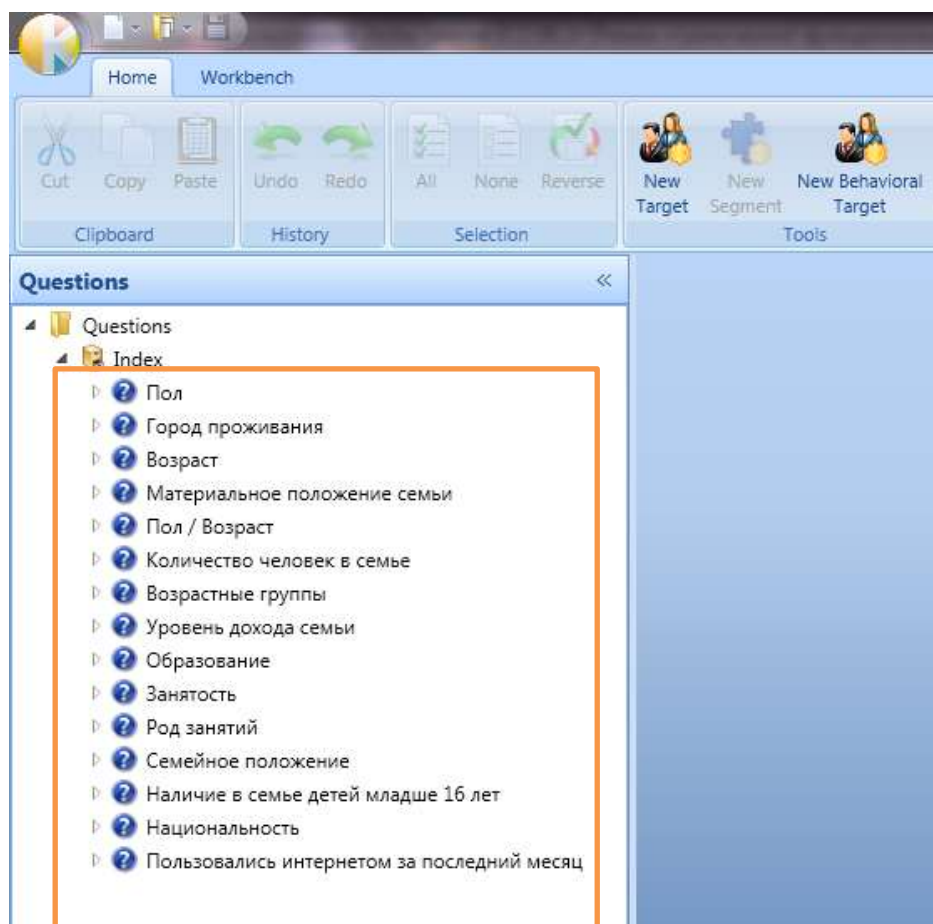 Home Workbench
Cut Copy Paste Undo Redo All None Reverse New Target New Segment New Behavioral Target
Clipboard History Selection Tools
Questions «
Questions
Index
Пол
Город проживания
Возраст
Материальное положение семьи
Пол / Возраст
Количество человек в семье
Возрастные группы
Уровень дохода семьи
Образование
Занятость
Род занятий
Семейное положение
Наличие в семье детей младше 16 лет
Национальность
Пользовались интернетом за последний месяц